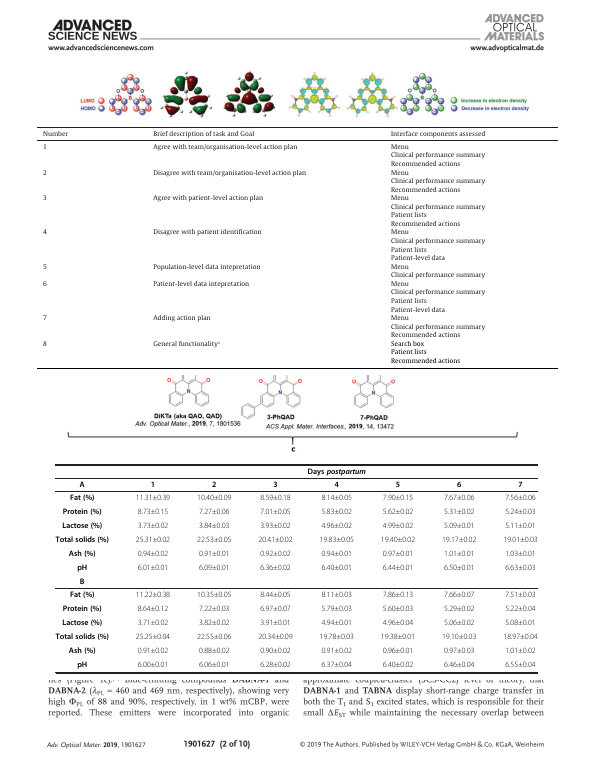 ADVANCED
SCIENCE NEWS
www.advancedsciencenews.com
ADVANCED
OPTICAL
MATERIALS
www.advopticalmat.de
LUMO
HOMO
Increase in electron density
Decrease in electron density
Number Brief description of task and Goal Interface components assessed
1 Agree with team/organisation-level action plan Menu
Clinical performance summary
Recommended actions
2 Disagree with team/organisation-level action plan Menu
Clinical performance summary
Recommended actions
3 Agree with patient-level action plan Menu
Clinical performance summary
Patient lists
Recommended actions
4 Disagree with patient identification Menu
Clinical performance summary
Patient lists
Patient-level data
5 Population-level data intepretation Menu
Clinical performance summary
6 Patient-level data intepretation Menu
Clinical performance summary
Patient lists
Patient-level data
7 Adding action plan Menu
Clinical performance summary
Recommended actions
8 General functionality Search box
Patient lists
Recommended actions
O O N O O N O O N
DiKTa (aka QAO, QAD) 3-PhQAD 7-PhQAD
Adv. Optical Mater., 2019, 7, 1801536 ACS Appl. Mater. Interfaces., 2019, 14, 13472
c
Days postpartum
A 1 2 3 4 5 6 7
Fat (%) 11.31±0.39 10.40±0.09 8.59±0.18 8.14±0.05 7.90±0.15 7.67±0.06 7.56±0.06
Protein (%) 8.73±0.15 7.27±0.06 7.01±0.05 5.83±0.02 5.62±0.02 5.31±0.02 5.24±0.03
Lactose (%) 3.73±0.02 3.84±0.03 3.93±0.02 4.96±0.02 4.99±0.02 5.09±0.01 5.11±0.01
Total solids (%) 25.31±0.02 22.53±0.05 20.41±0.02 19.83±0.05 19.40±0.02 19.17±0.02 19.01±0.03
Ash (%) 0.94±0.02 0.91±0.01 0.92±0.02 0.94±0.01 0.97±0.01 1.01±0.01 1.03±0.01
pH 6.01±0.01 6.09±0.01 6.36±0.02 6.40±0.01 6.44±0.01 6.50±0.01 6.63±0.03
B
Fat (%) 11.22±0.38 10.35±0.05 8.44±0.05 8.11±0.03 7.86±0.13 7.66±0.07 7.51±0.03
Protein (%) 8.64±0.12 7.22±0.03 6.97±0.07 5.79±0.03 5.60±0.03 5.29±0.02 5.22±0.04
Lactose (%) 3.71±0.02 3.82±0.02 3.91±0.01 4.94±0.01 4.96±0.04 5.06±0.02 5.08±0.01
Total solids (%) 25.25±0.04 22.55±0.06 20.34±0.09 19.78±0.03 19.38±0.01 19.10±0.03 18.97±0.04
Ash (%) 0.91±0.02 0.88±0.02 0.90±0.02 0.91±0.02 0.96±0.01 0.97±0.03 1.01±0.02
pH 6.00±0.01 6.06±0.01 6.28±0.02 6.37±0.04 6.40±0.02 6.46±0.04 6.55±0.04
DABNA-2 (λPL = 460 and 469 nm, respectively), showing very
high ΦPL of 88 and 90%, respectively, in 1 wt% mCBP, were
reported. These emitters were incorporated into organic
DABNA-1 and TABNA display short-range charge transfer in
both the T1 and S1 excited states, which is responsible for their
small ΔEST while maintaining the necessary overlap between
Adv. Optical Mater. 2019, 1901627 1901627 (2 of 10) © 2019 The Authors. Published by WILEY-VCH Verlag GmbH & Co. KGaA, Weinheim